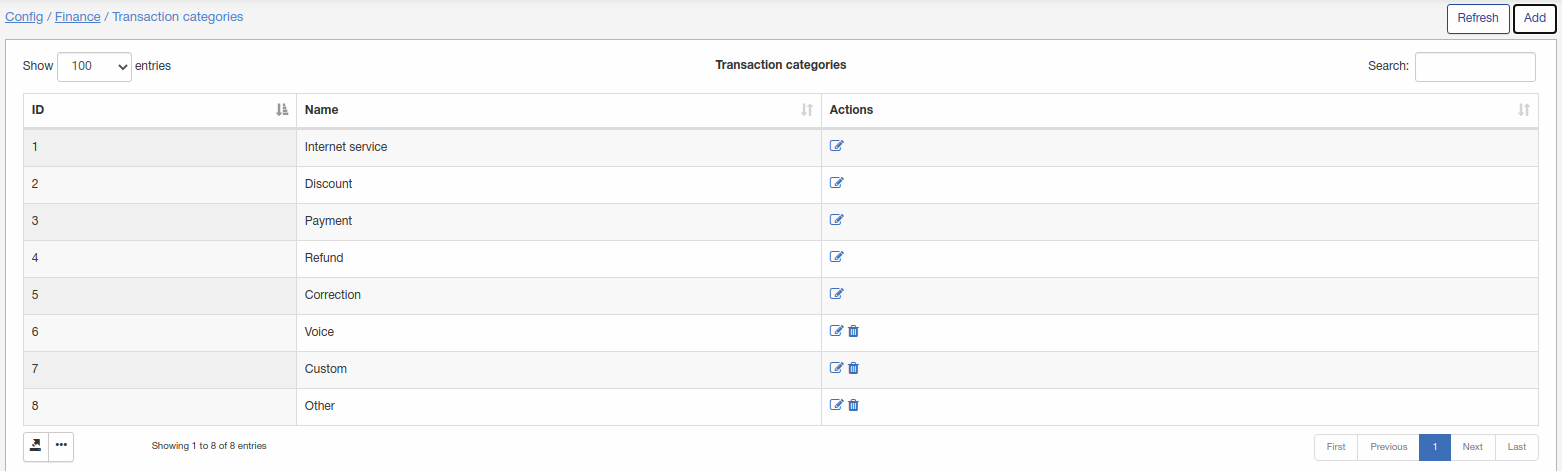 Config / Finance / Transaction categories
Refresh Add
Show 100 entries Transaction categories Search:
ID Name Actions
1 Internet service
2 Discount
3 Payment
4 Refund
5 Correction
6 Voice
7 Custom
8 Other
Showing 1 to 8 of 8 entries First Previous 1 Next Last